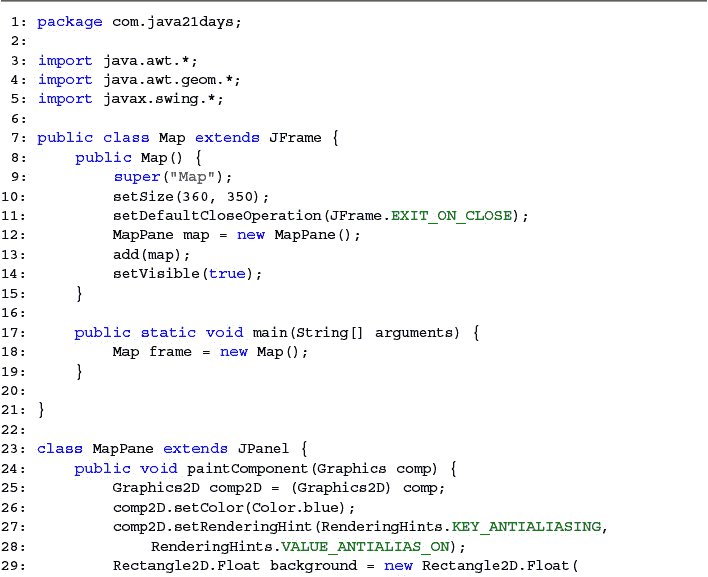 1: package com.java21days;
2:
3: import java.awt.*;
4: import java.awt.geom.*;
5: import javax.swing.*;
6:
7: public class Map extends JFrame {
8:     public Map() {
9:         super("Map");
10:         setSize(360, 350);
11:         setDefaultCloseOperation(JFrame.EXIT_ON_CLOSE);
12:         MapPane map = new MapPane();
13:         add(map);
14:         setVisible(true);
15:     }
16:
17:     public static void main(String[] arguments) {
18:         Map frame = new Map();
19:     }
20:
21: }
22:
23: class MapPane extends JPanel {
24:     public void paintComponent(Graphics comp) {
25:         Graphics2D comp2D = (Graphics2D) comp;
26:         comp2D.setColor(Color.blue);
27:         comp2D.setRenderingHint(RenderingHints.KEY_ANTIALIASING,
28:             RenderingHints.VALUE_ANTIALIAS_ON);
29:         Rectangle2D.Float background = new Rectangle2D.Float(